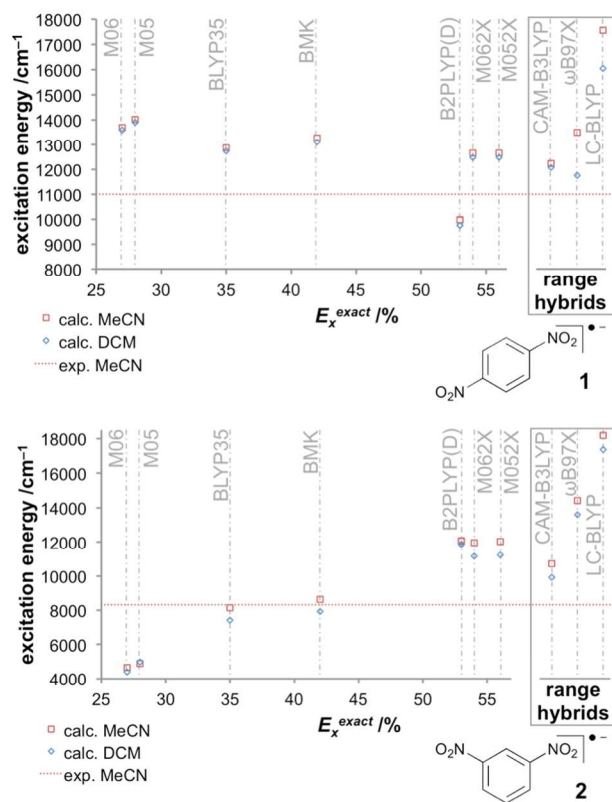 excitation energy /cm⁻¹
18000
17000
16000
15000
14000
13000
12000
11000
10000
9000
8000
M06
M05
BLYP35
BMK
B2PLYP(D)
M062X
M052X
CAM-B3LYP
ωB97X
LC-BLYP
25 30 35 40 45 50 55
Eₓᵉˣᵃᶜᵗ /%
range
hybrids
calc. MeCN
calc. DCM
exp. MeCN
NO₂
O₂N
• −
1
excitation energy /cm⁻¹
18000
16000
14000
12000
10000
8000
6000
4000
M06
M05
BLYP35
BMK
B2PLYP(D)
M062X
M052X
CAM-B3LYP
ωB97X
LC-BLYP
25 30 35 40 45 50 55
Eₓᵉˣᵃᶜᵗ /%
range
hybrids
calc. MeCN
calc. DCM
exp. MeCN
NO₂ NO₂
• −
2